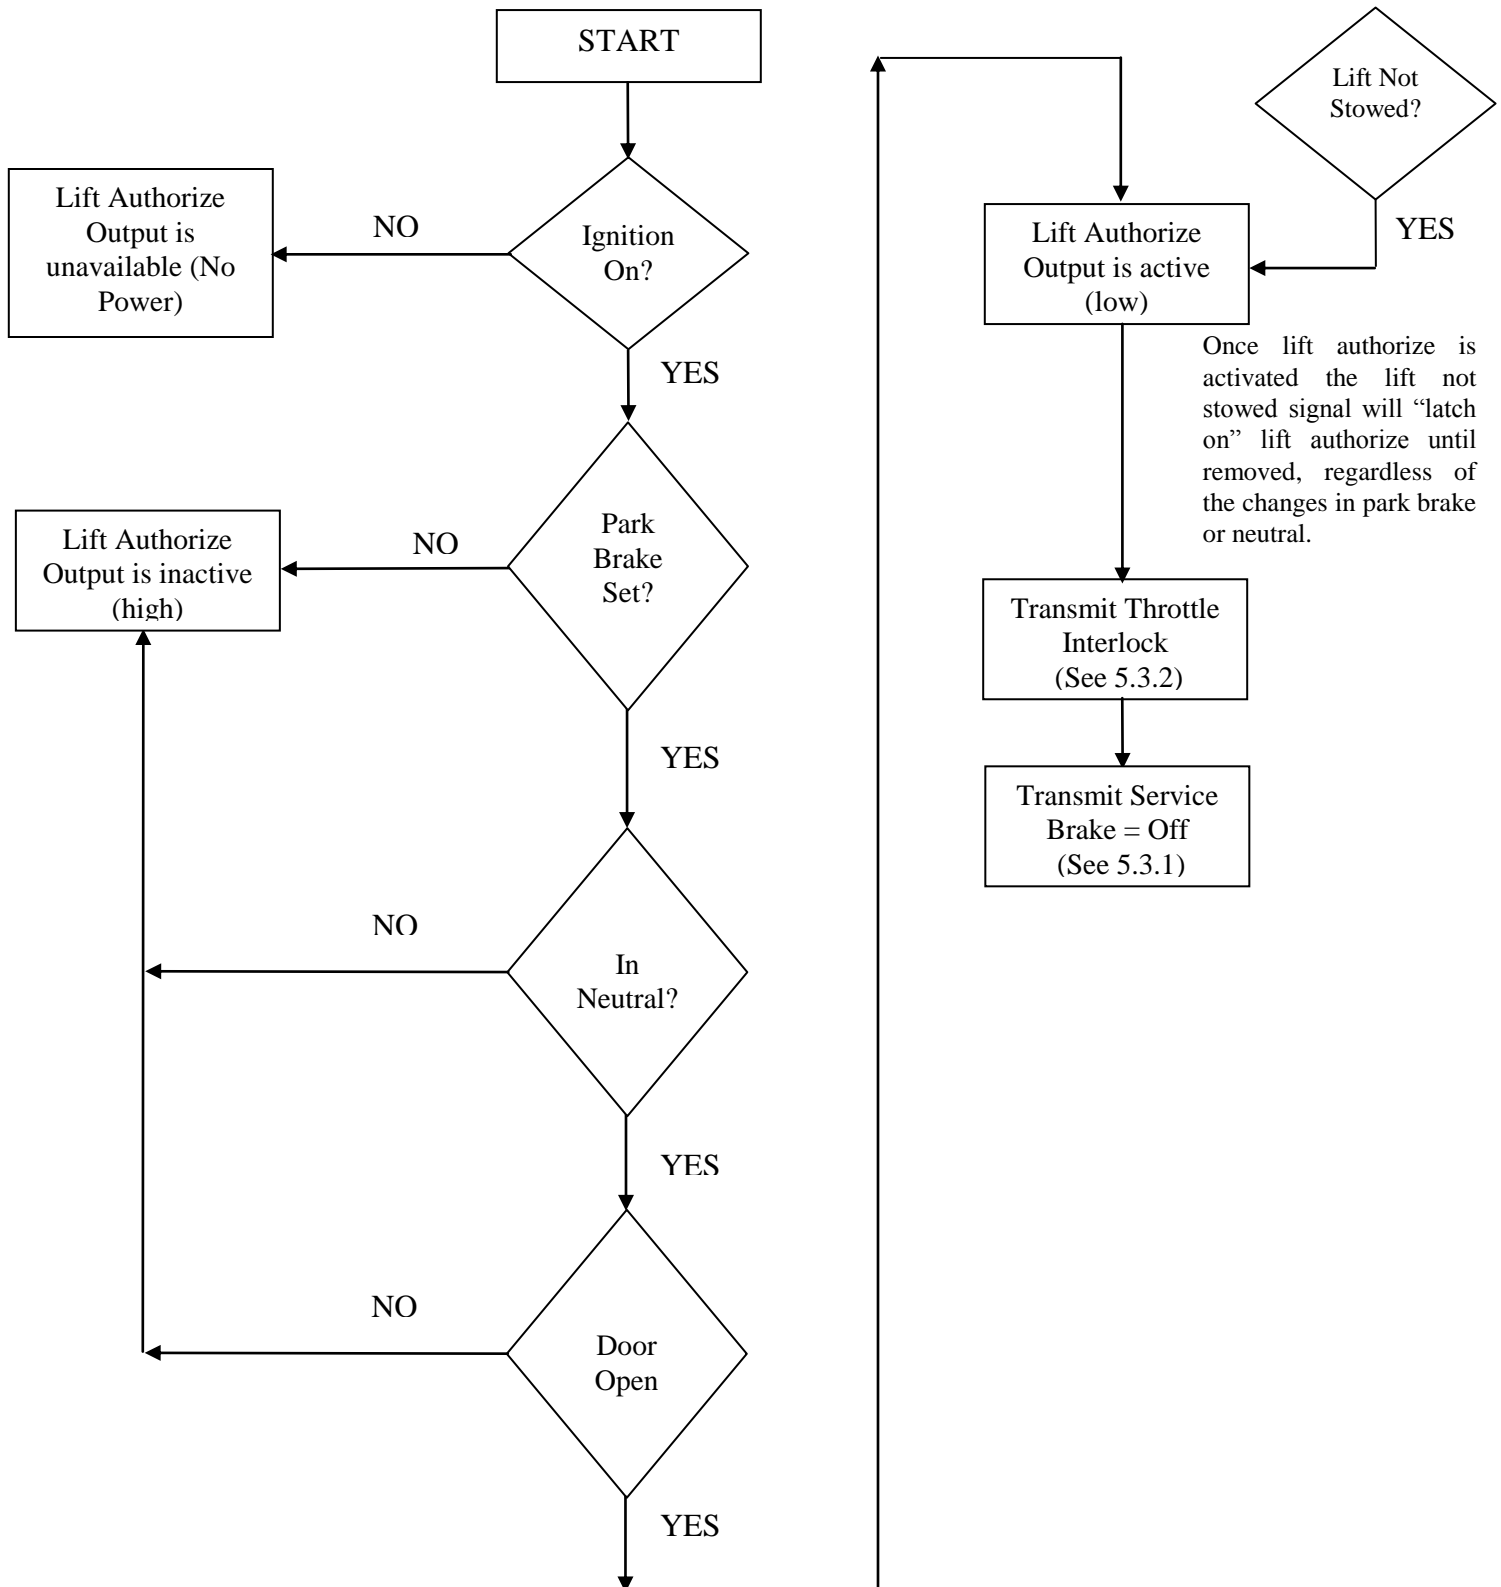 START
Lift Authorize
Output is
unavailable (No
Power)
NO
Ignition
On?
YES
Lift Authorize
Output is inactive
(high)
NO
Park
Brake
Set?
YES
NO
In
Neutral?
YES
NO
Door
Open
YES
Lift Not
Stowed?
YES
Lift Authorize
Output is active
(low)
Once lift authorize is
activated the lift not
stowed signal will “latch
on” lift authorize until
removed, regardless of
the changes in park brake
or neutral.
Transmit Throttle
Interlock
(See 5.3.2)
Transmit Service
Brake = Off
(See 5.3.1)